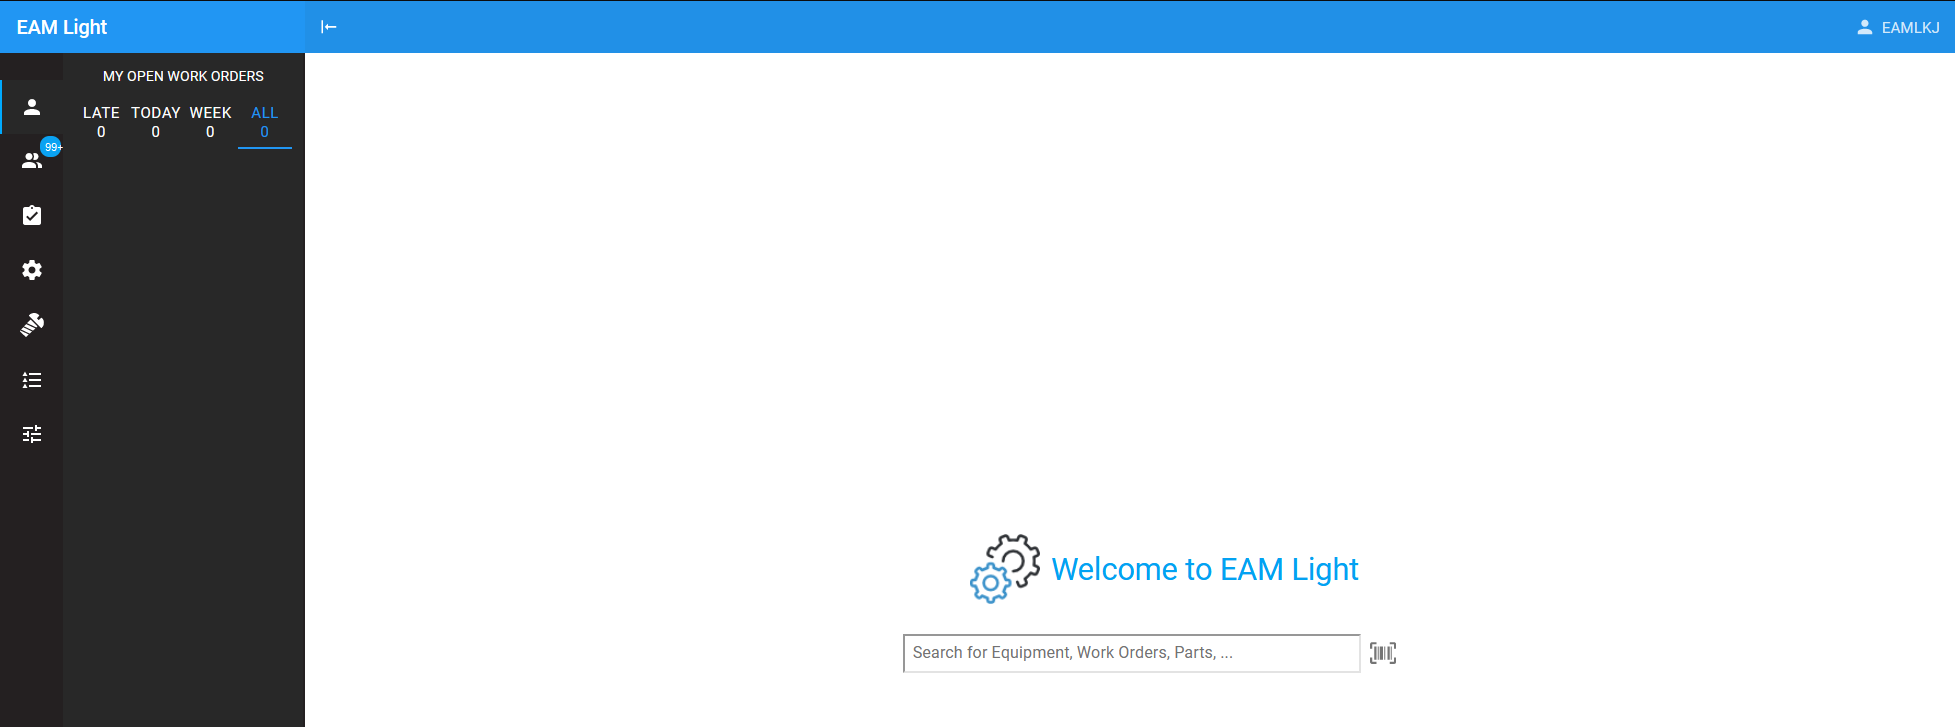 EAM Light
EAMLKJ
MY OPEN WORK ORDERS
LATE TODAY WEEK ALL
0 0 0 0
99+
Welcome to EAM Light
Search for Equipment, Work Orders, Parts, ...